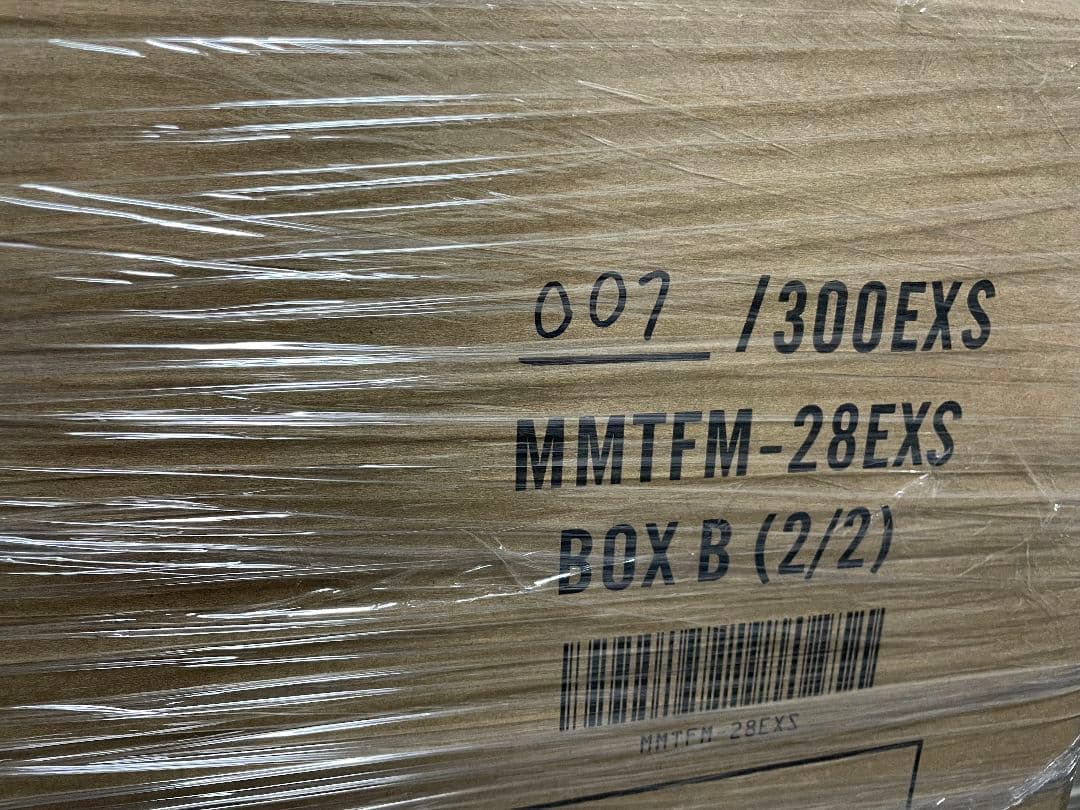 007 /300EXS
MMTFM-28EXS
BOX B (2/2)
MMTFM-28EXS